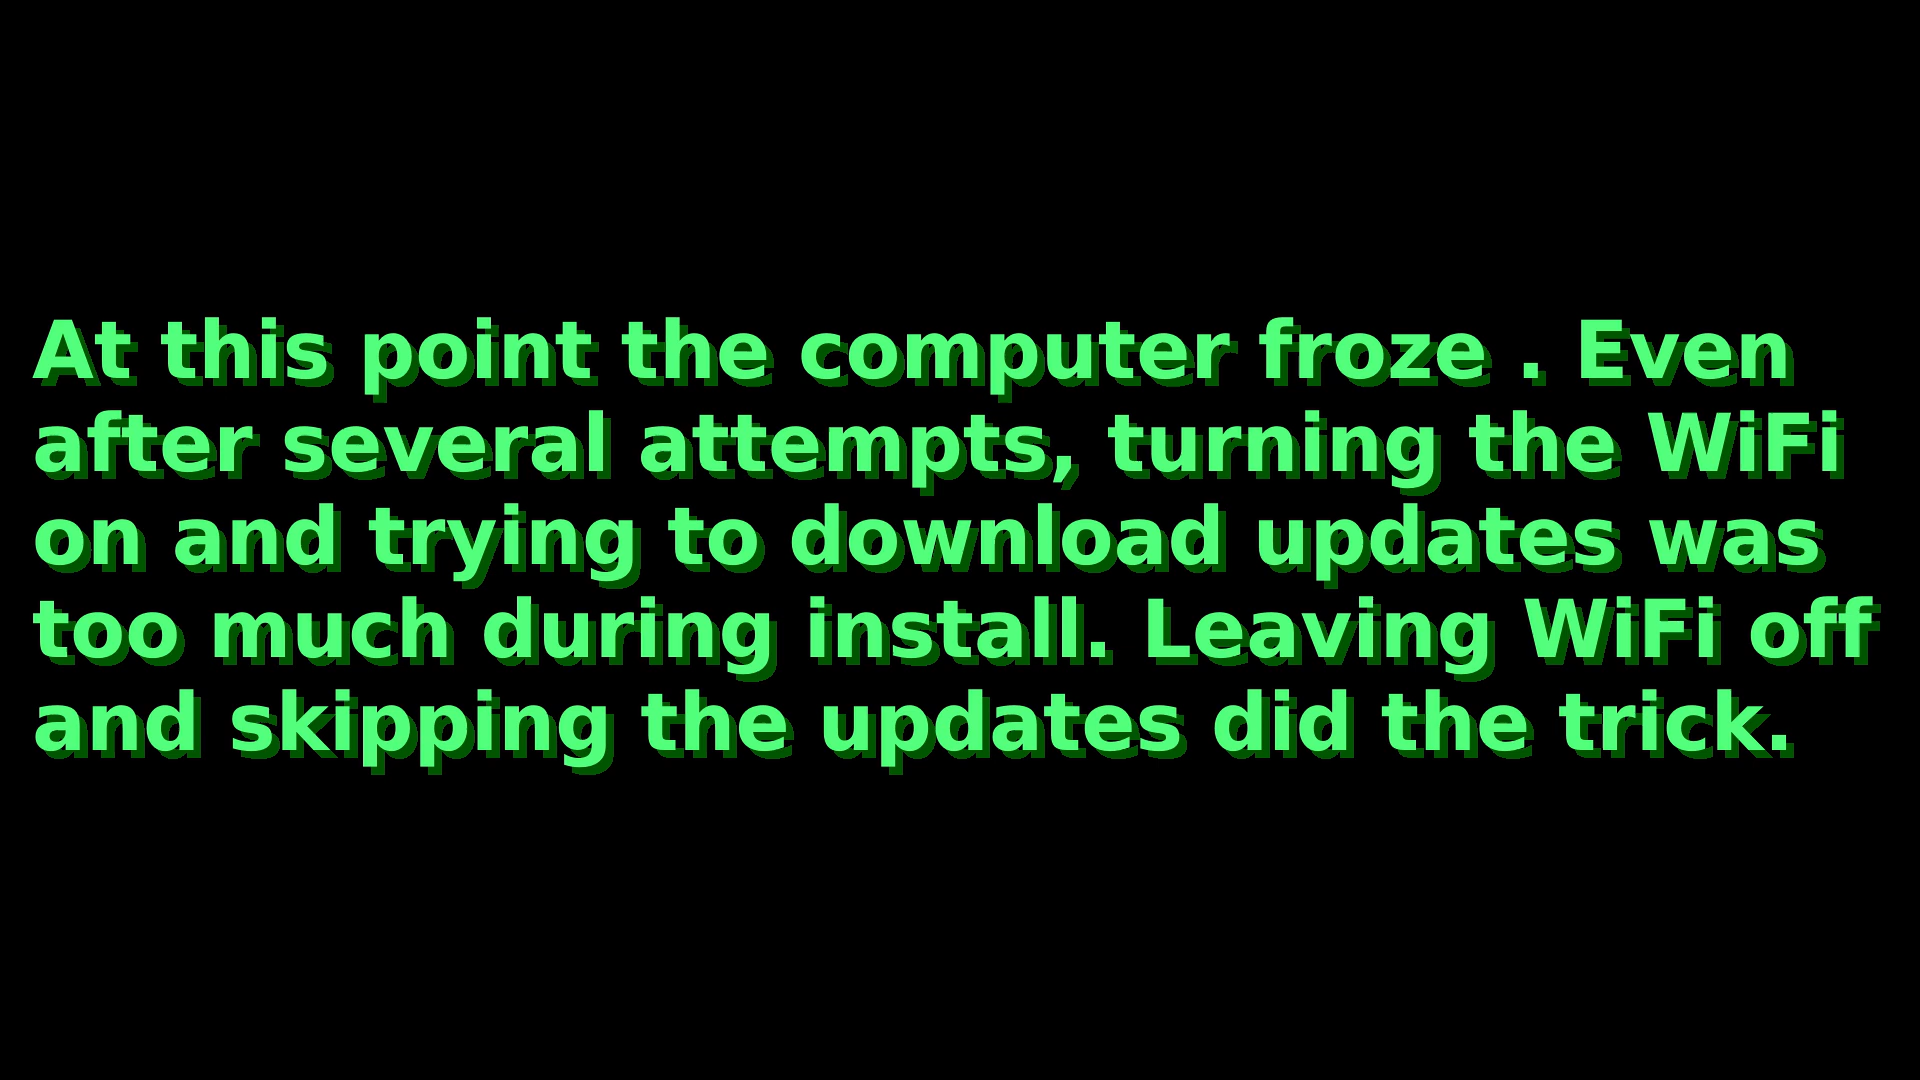 At this point the computer froze . Even
after several attempts, turning the WiFi
on and trying to download updates was
too much during install. Leaving WiFi off
and skipping the updates did the trick.